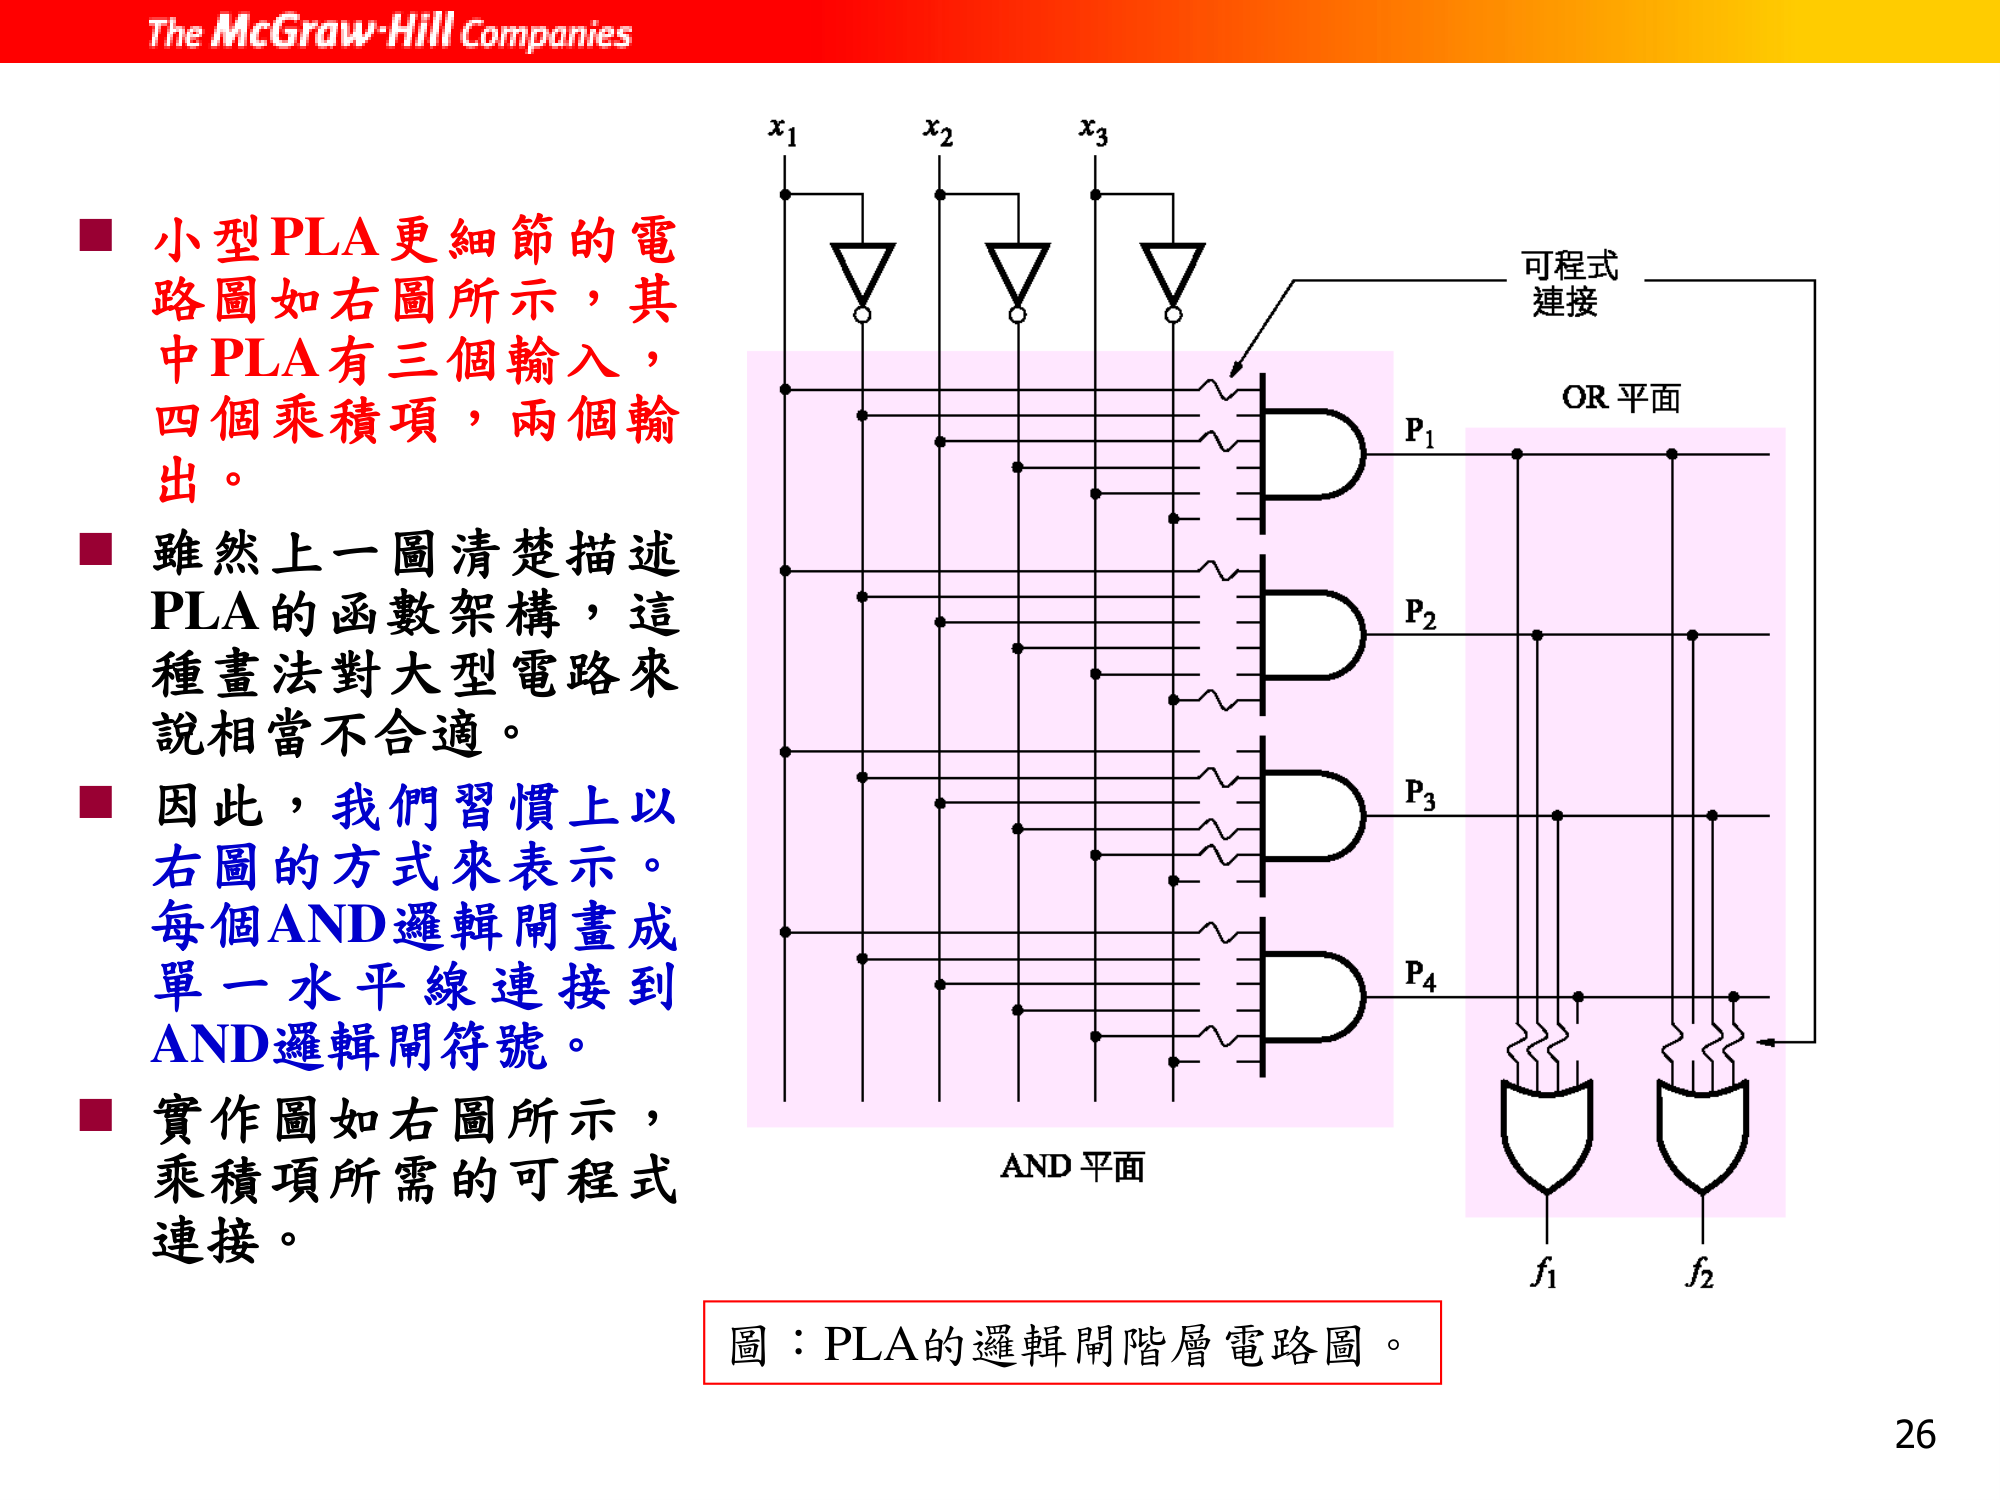 The McGraw-Hill Companies
小型PLA更細節的電
路圖如右圖所示，其
中PLA有三個輸入，
四個乘積項，兩個輸
出。
雖然上一圖清楚描述
PLA的函數架構，這
種畫法對大型電路來
說相當不合適。
因此，我們習慣上以
右圖的方式來表示。
每個AND邏輯閘畫成
單一水平線連接到
AND邏輯閘符號。
實作圖如右圖所示，
乘積項所需的可程式
連接。
x1 x2 x3
可程式
連接
OR 平面
P1
P2
P3
P4
AND 平面
f1 f2
圖：PLA的邏輯閘階層電路圖。
26